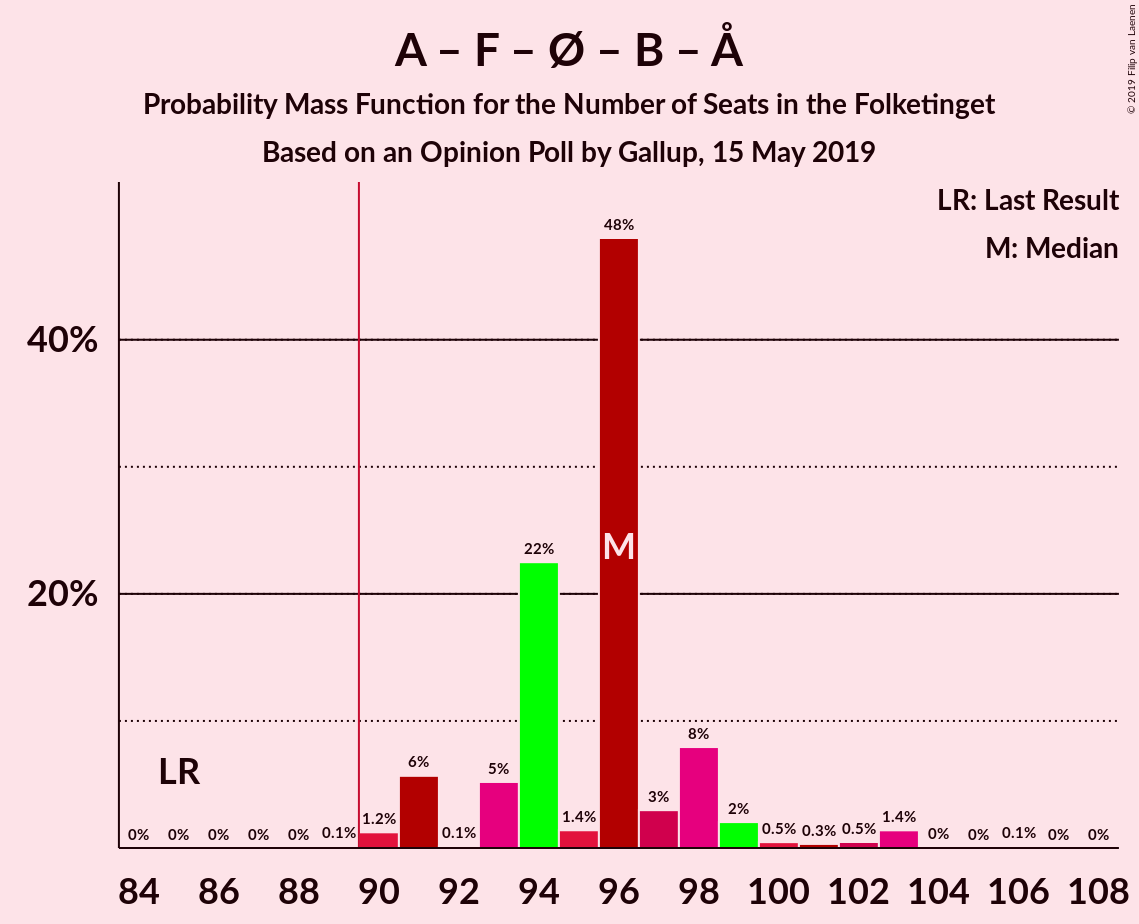 A – F – Ø – B – Å
Probability Mass Function for the Number of Seats in the Folketinget
Based on an Opinion Poll by Gallup, 15 May 2019
© 2019 Filip van Laenen
LR: Last Result
M: Median
48%
40%
22%
M
20%
8%
6%
5%
LR
3%
2%
0% 0% 0% 0% 0% 0.1% 1.2% 0.1% 1.4% 0.5% 0.3% 0.5% 1.4% 0% 0% 0.1% 0% 0%
84 86 88 90 92 94 96 98 100 102 104 106 108